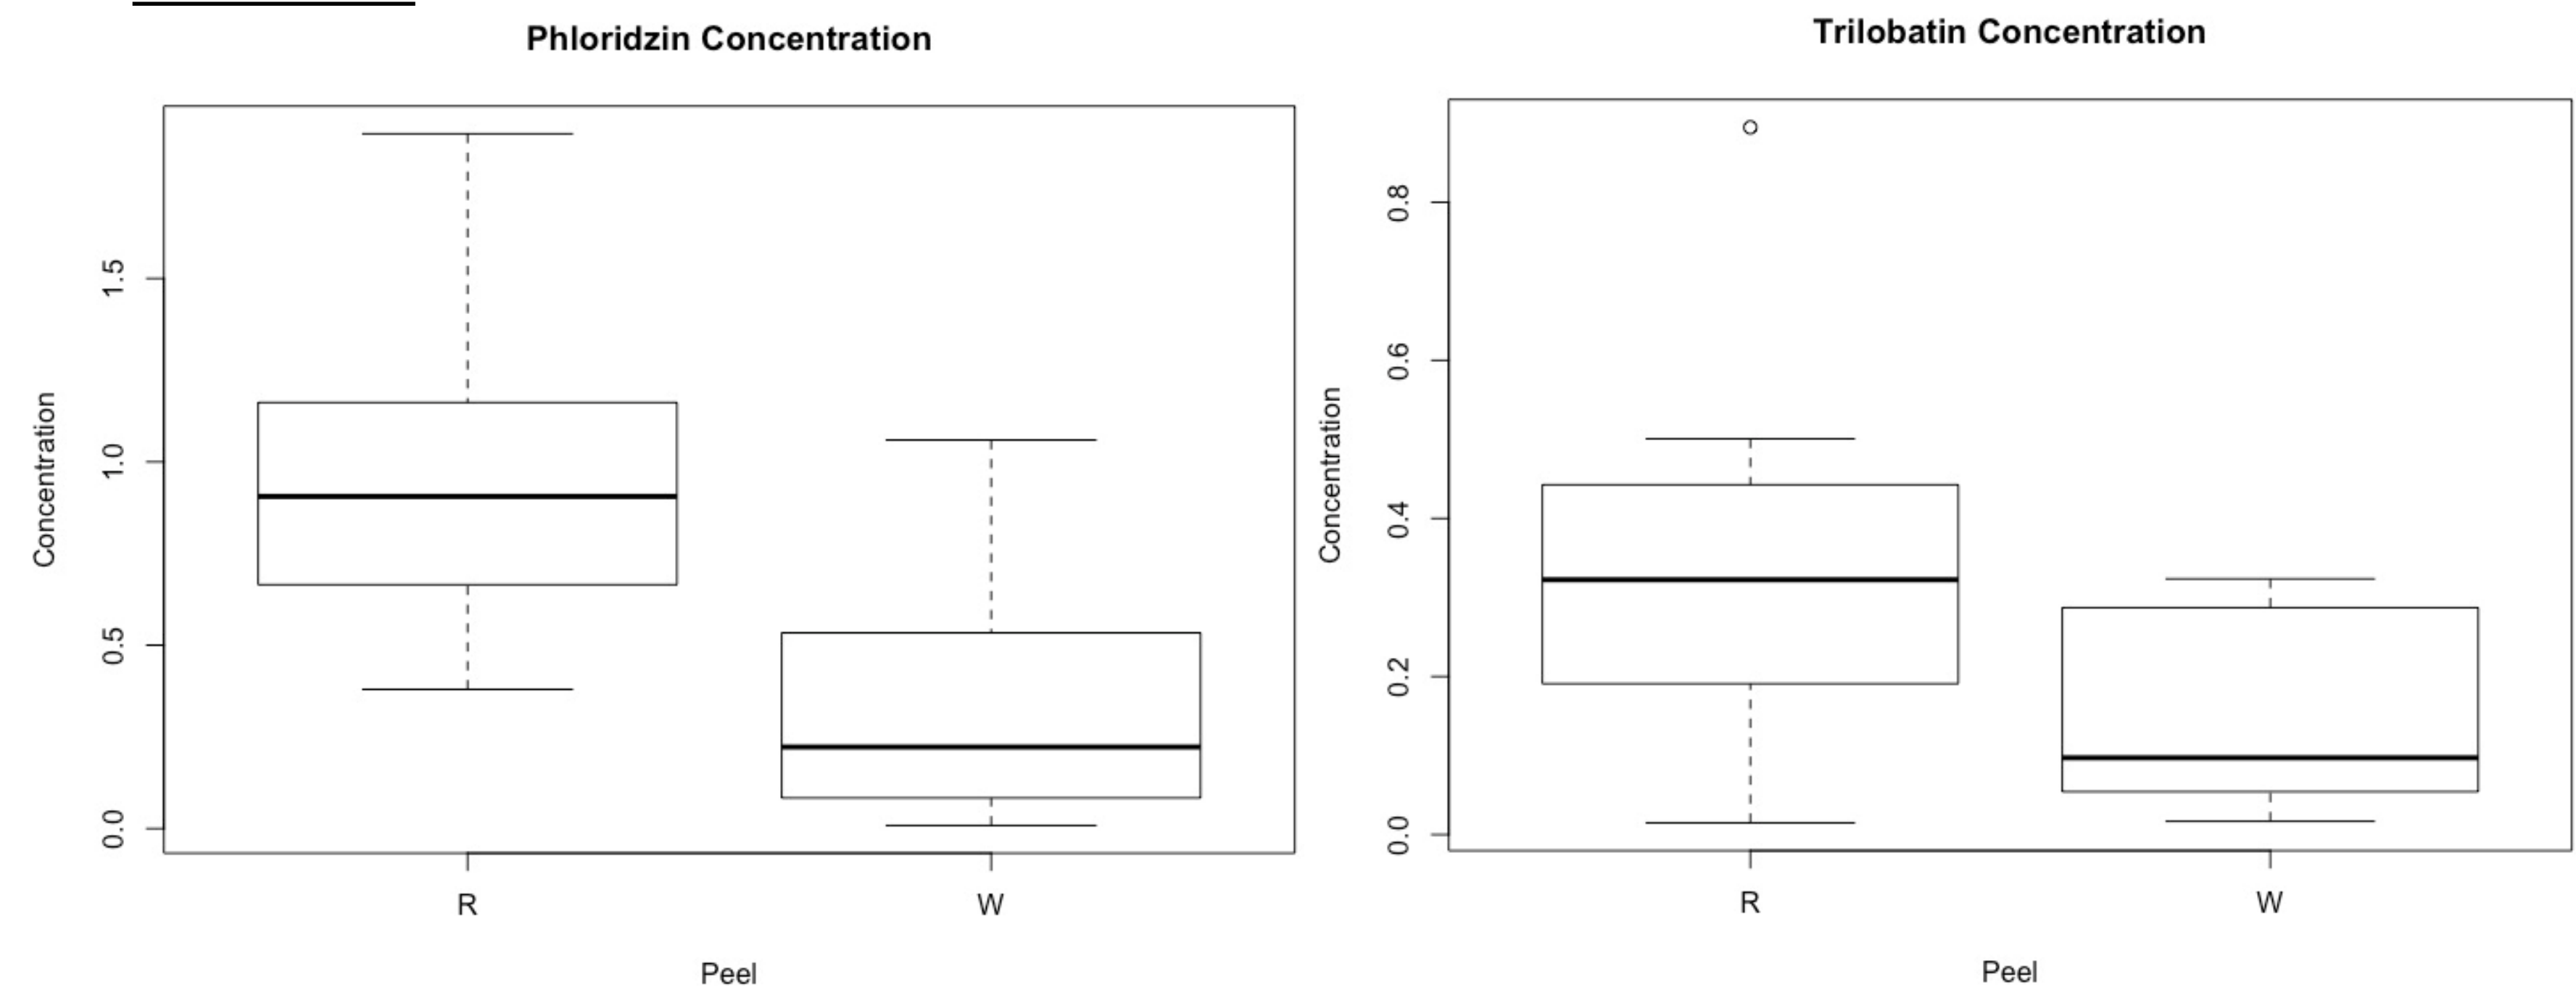 Phloridzin Concentration
Concentration
1.5
1.0
0.5
0.0
R W
Peel
Trilobatin Concentration
Concentration
0.8
0.6
0.4
0.2
0.0
R W
Peel